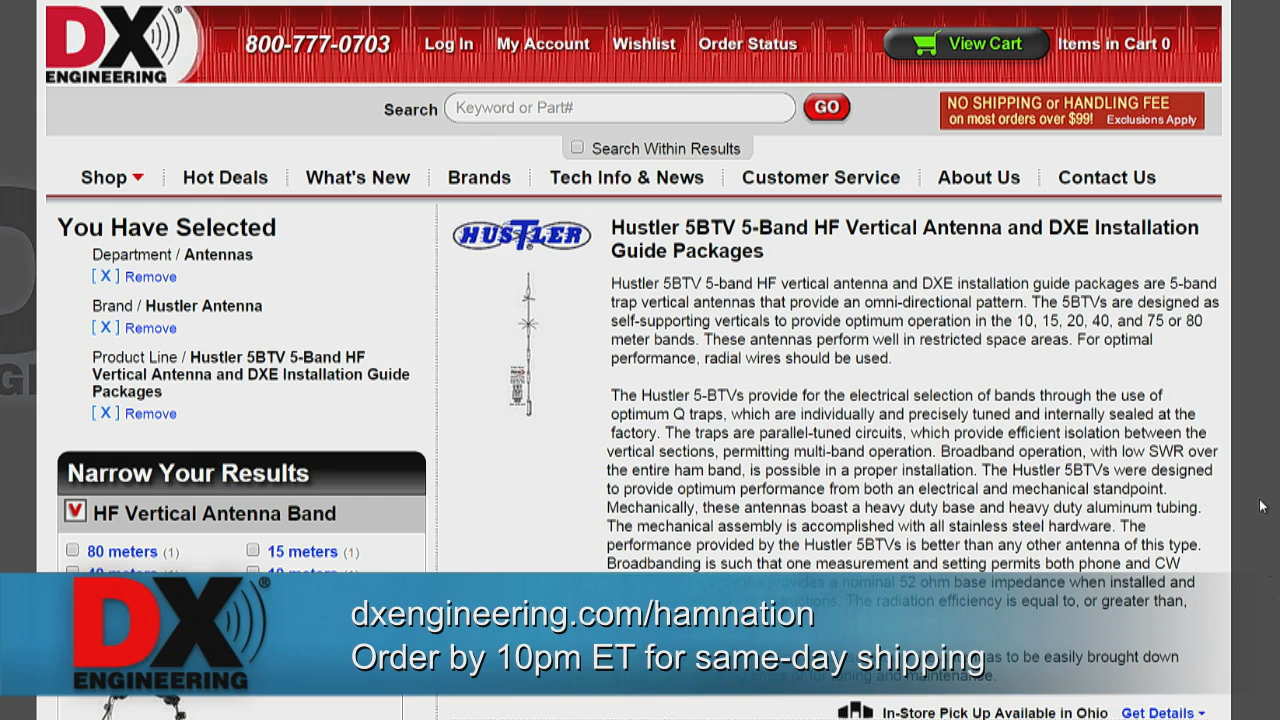 DX ENGINEERING
800-777-0703 Log In My Account Wishlist Order Status View Cart Items in Cart 0
Search Keyword or Part# GO
NO SHIPPING or HANDLING FEE
on most orders over $99! Exclusions Apply
Search Within Results
Shop Hot Deals What's New Brands Tech Info & News Customer Service About Us Contact Us
You Have Selected
Department / Antennas
[ X ] Remove
Brand / Hustler Antenna
[ X ] Remove
Product Line / Hustler 5BTV 5-Band HF
Vertical Antenna and DXE Installation Guide
Packages
[ X ] Remove
Narrow Your Results
HF Vertical Antenna Band
80 meters (1) 15 meters (1)
HUSTLER
Hustler 5BTV 5-Band HF Vertical Antenna and DXE Installation
Guide Packages
Hustler 5BTV 5-band HF vertical antenna and DXE installation guide packages are 5-band
trap vertical antennas that provide an omni-directional pattern. The 5BTVs are designed as
self-supporting verticals to provide optimum operation in the 10, 15, 20, 40, and 75 or 80
meter bands. These antennas perform well in restricted space areas. For optimal
performance, radial wires should be used.
The Hustler 5-BTVs provide for the electrical selection of bands through the use of
optimum Q traps, which are individually and precisely tuned and internally sealed at the
factory. The traps are parallel-tuned circuits, which provide efficient isolation between the
vertical sections, permitting multi-band operation. Broadband operation, with low SWR over
the entire ham band, is possible in a proper installation. The Hustler 5BTVs were designed
to provide optimum performance from both an electrical and mechanical standpoint.
Mechanically, these antennas boast a heavy duty base and heavy duty aluminum tubing.
The mechanical assembly is accomplished with all stainless steel hardware. The
performance provided by the Hustler 5BTVs is better than any other antenna of this type.
Broadbanding is such that one measurement and setting permits both phone and CW
provides a nominal 52 ohm base impedance when installed and
The radiation efficiency is equal to, or greater than,
as to be easily brought down
and maintenance.
In-Store Pick Up Available in Ohio Get Details
DX ENGINEERING
dxengineering.com/hamnation
Order by 10pm ET for same-day shipping